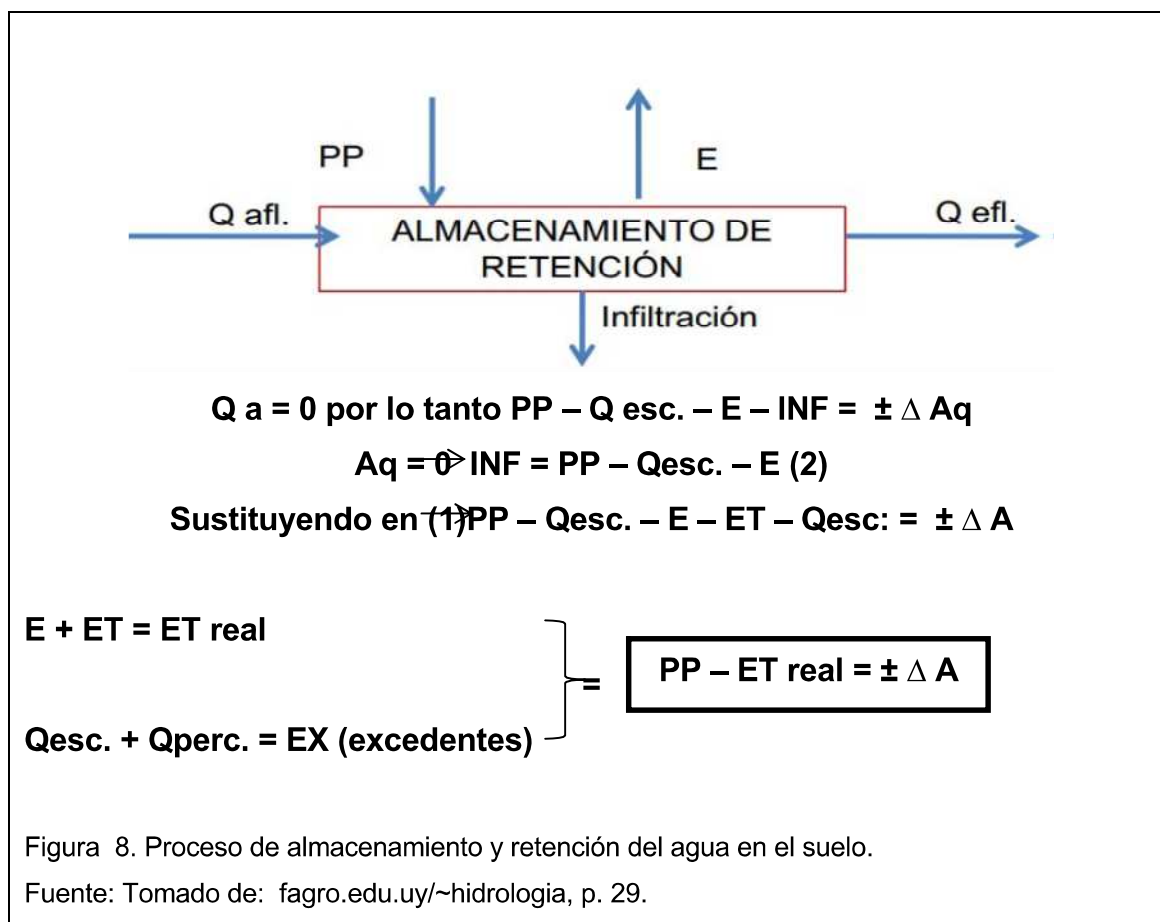 PP
E
Q afl.
Q efl.
ALMACENAMIENTO DE
RETENCIÓN
Infiltración
Q a = 0 por lo tanto PP – Q esc. – E – INF = ± ∆ Aq
Aq = 0 → INF = PP – Qesc. – E (2)
Sustituyendo en (1)→PP – Qesc. – E – ET – Qesc: = ± ∆ A
E + ET = ET real
= PP – ET real = ± ∆ A
Qesc. + Qperc. = EX (excedentes)
Figura 8. Proceso de almacenamiento y retención del agua en el suelo.
Fuente: Tomado de: fagro.edu.uy/~hidrologia, p. 29.